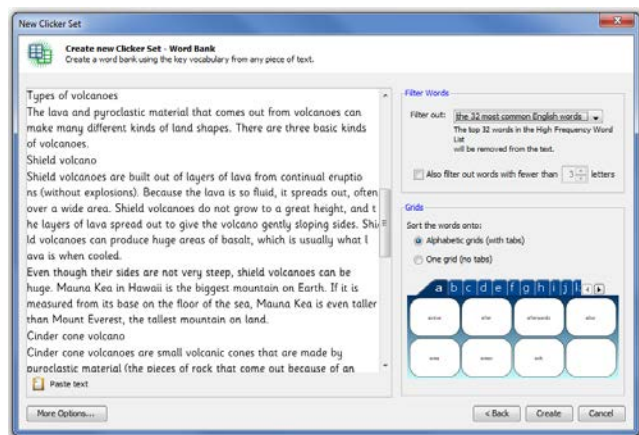 New Clicker Set
Create new Clicker Set - Word Bank
Create a word bank using the key vocabulary from any piece of text.
Types of volcanoes
The lava and pyroclastic material that comes out from volcanoes can
make many different kinds of land shapes. There are three basic kinds
of volcanoes.
Shield volcano
Shield volcanoes are built out of layers of lava from continual eruptio
ns (without explosions). Because the lava is so fluid, it spreads out, often
over a wide area. Shield volcanoes do not grow to a great height, and t
he layers of lava spread out to give the volcano gently sloping sides. Shi
ld volcanoes can produce huge areas of basalt, which is usually what l
ava is when cooled.
Even though their sides are not very steep, shield volcanoes can be
huge. Mauna Kea in Hawaii is the biggest mountain on Earth. If it is
measured from its base on the floor of the sea, Mauna Kea is even taller
than Mount Everest, the tallest mountain on land.
Cinder cone volcano
Cinder cone volcanoes are small volcanic cones that are made by
pyroclastic material (the pieces of rock that come out because of an
Paste text
Filter Words
Filter out: the 32 most common English words
The top 32 words in the High Frequency Word
List
will be removed from the text.
Also filter out words with fewer than 3 letters
Grids
Sort the words onto:
Alphabetic grids (with tabs)
One grid (no tabs)
a b c d e f g h i j
active after afterwards also
area ash
More Options...
< Back Create Cancel